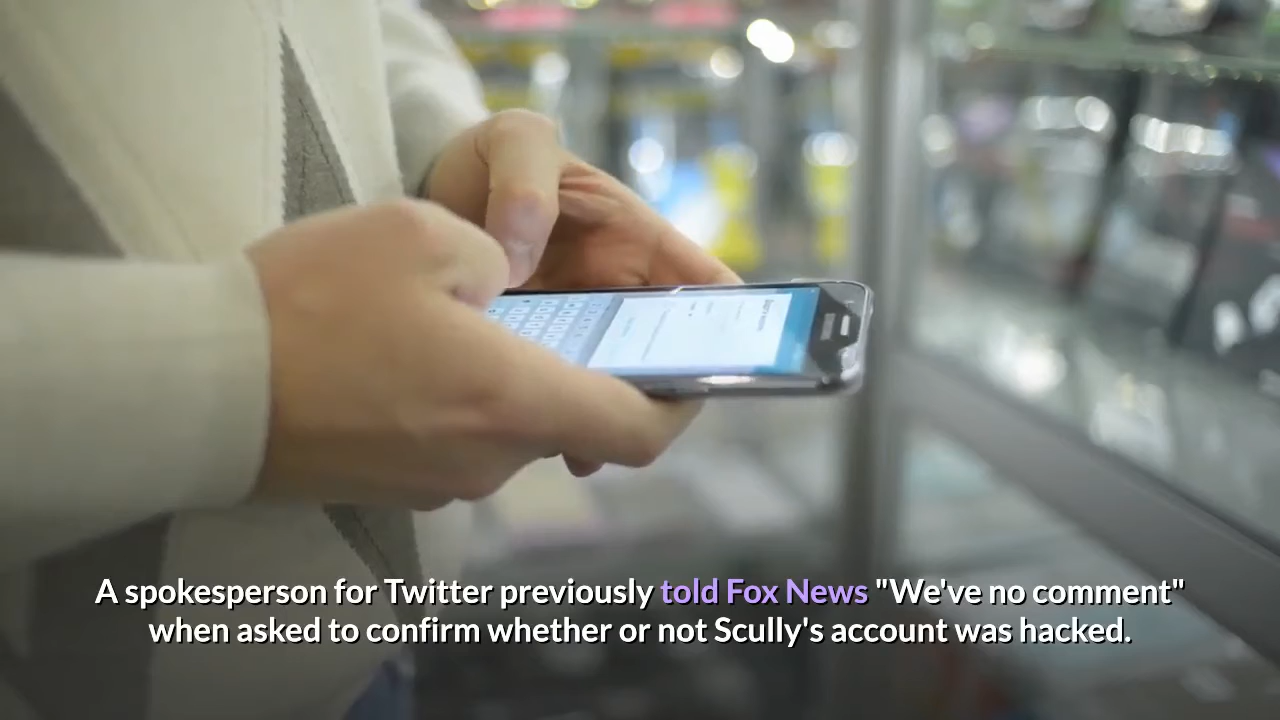 A spokesperson for Twitter previously told Fox News "We've no comment"
when asked to confirm whether or not Scully's account was hacked.